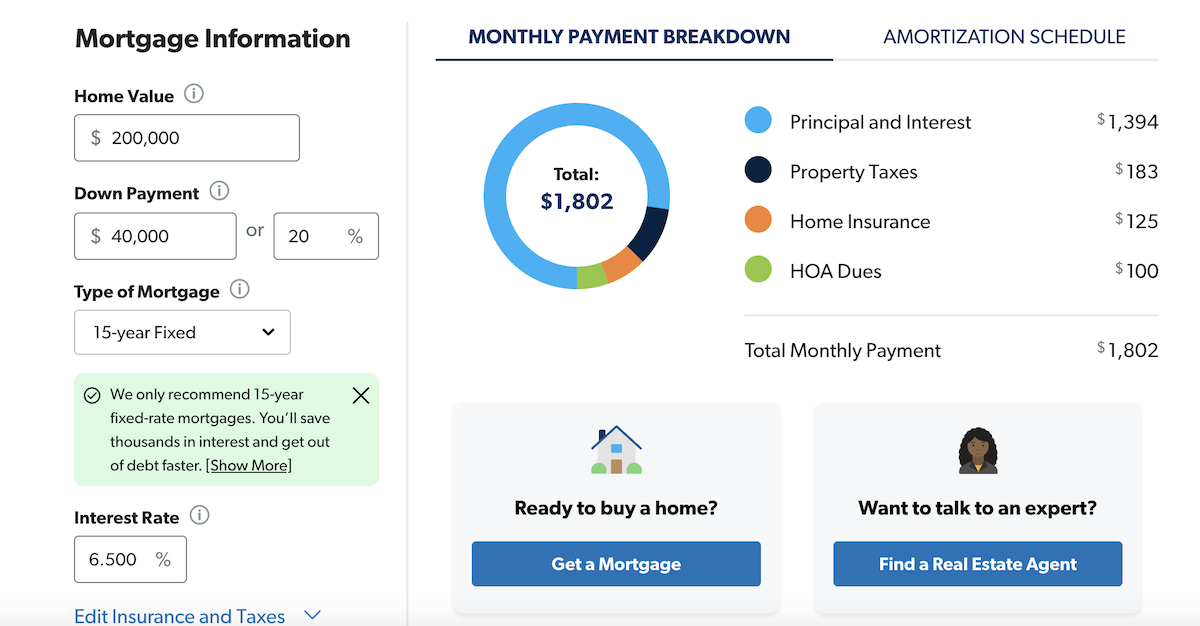 Mortgage Information
Home Value
$ 200,000
Down Payment
$ 40,000 or 20 %
Type of Mortgage
15-year Fixed
We only recommend 15-year
fixed-rate mortgages. You'll save
thousands in interest and get out
of debt faster. [Show More]
Interest Rate
6.500 %
Edit Insurance and Taxes
MONTHLY PAYMENT BREAKDOWN
AMORTIZATION SCHEDULE
Total:
$1,802
Principal and Interest $1,394
Property Taxes $183
Home Insurance $125
HOA Dues $100
Total Monthly Payment $1,802
Ready to buy a home?
Get a Mortgage
Want to talk to an expert?
Find a Real Estate Agent